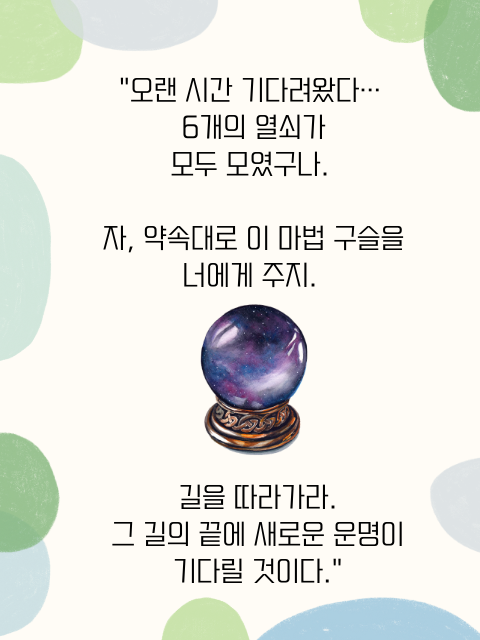 "오랜 시간 기다려왔다…
6개의 열쇠가
모두 모였구나.
자, 약속대로 이 마법 구슬을
너에게 주지.
길을 따라가라.
그 길의 끝에 새로운 운명이
기다릴 것이다."